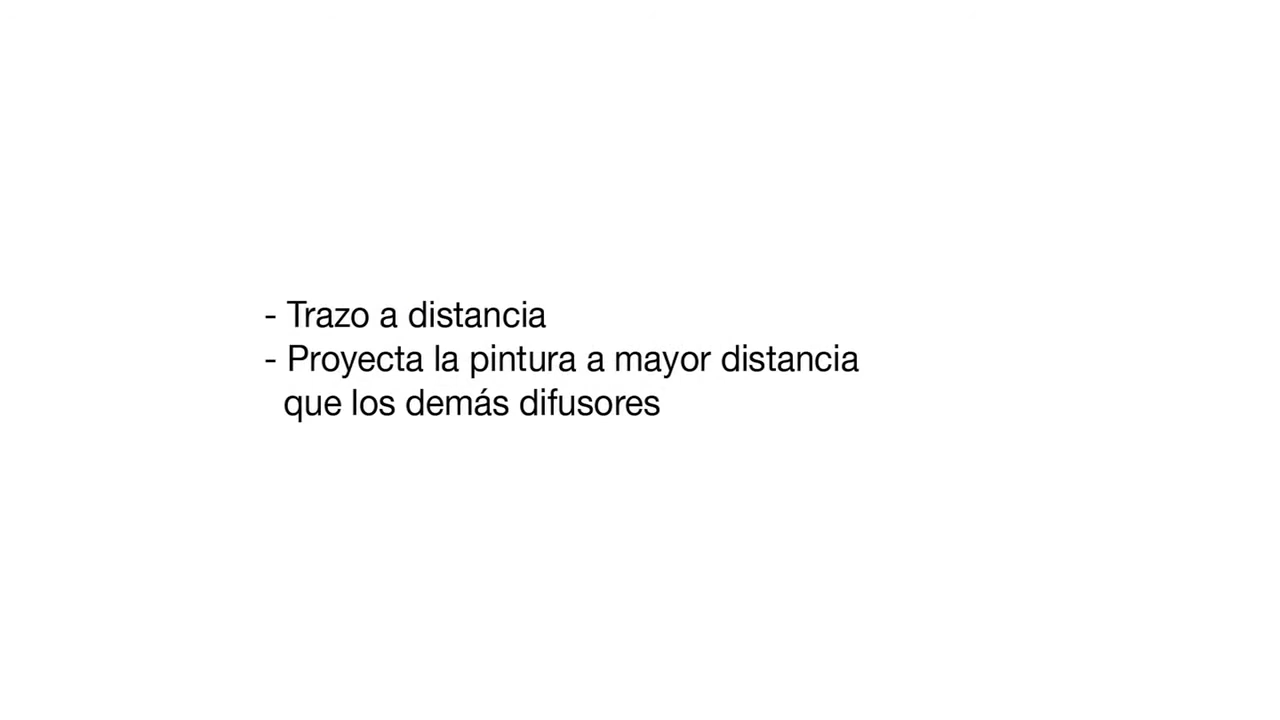 - Trazo a distancia
- Proyecta la pintura a mayor distancia
que los demás difusores